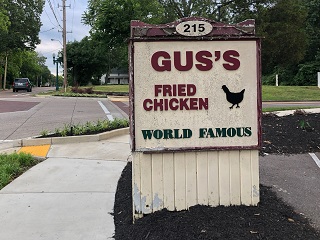 215
GUS'S
FRIED
CHICKEN
WORLD FAMOUS